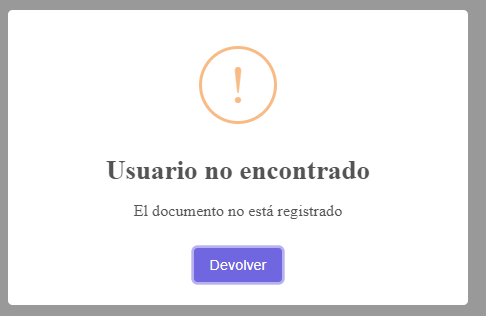 !
Usuario no encontrado
El documento no está registrado
Devolver